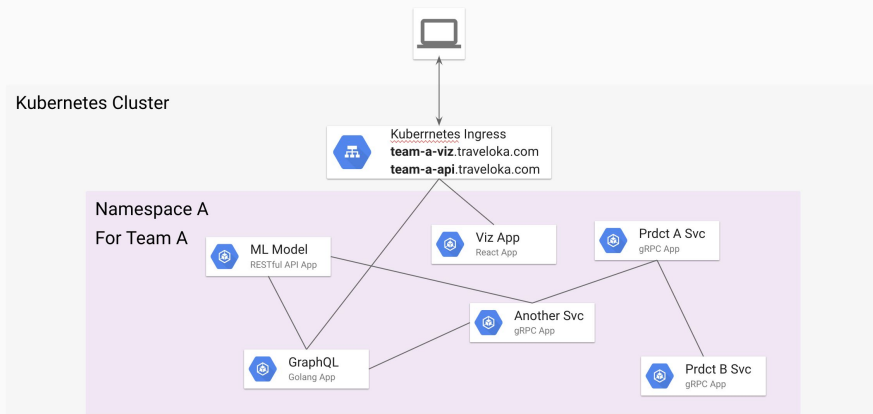 Kubernetes Cluster
Kuberrnetes Ingress
team-a-viz.traveloka.com
team-a-api.traveloka.com
Namespace A
For Team A
ML Model
RESTful API App
Viz App
React App
Prdct A Svc
gRPC App
Another Svc
gRPC App
GraphQL
Golang App
Prdct B Svc
gRPC App